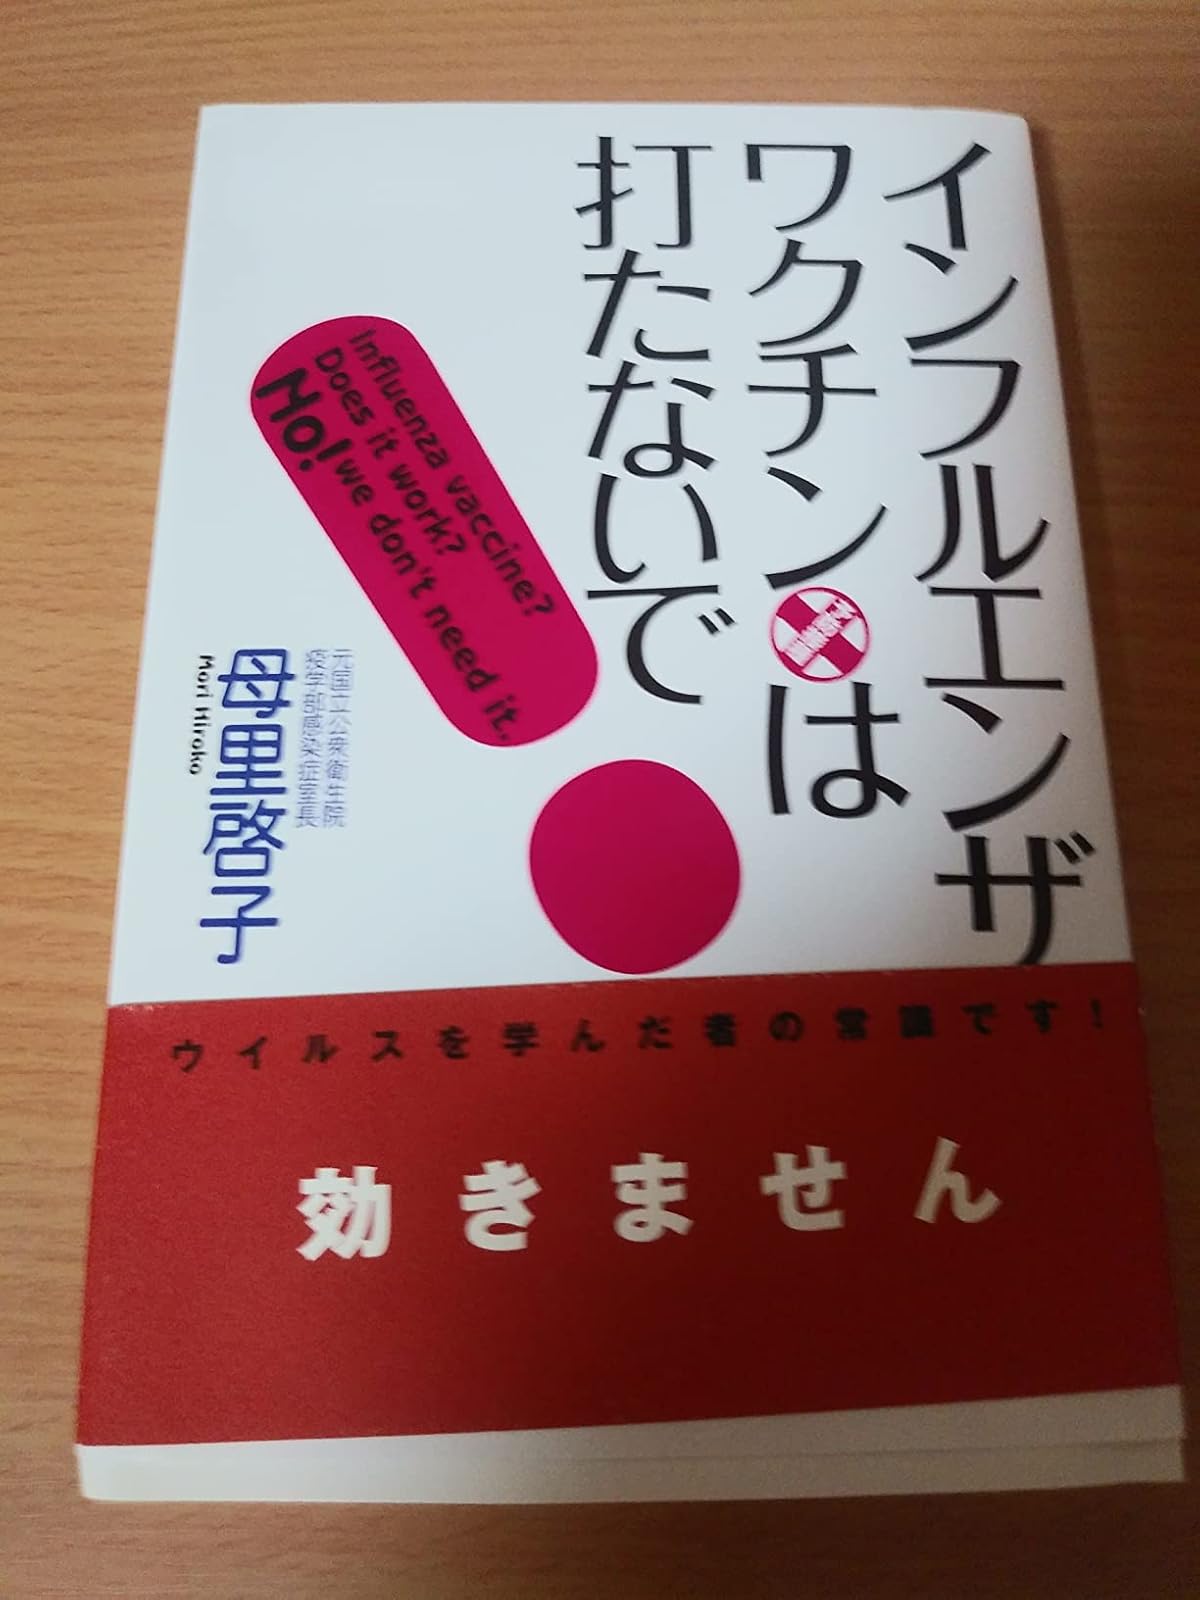 インフルエンザ
ワクチンは
打たないで
Influenza vaccine?
Does it work?
No! we don't need it.
元国立公衆衛生院
疫学部感染症室長
母里啓子
Mori Hiroko
ウイルスを学んだ者の常識です!
効きません